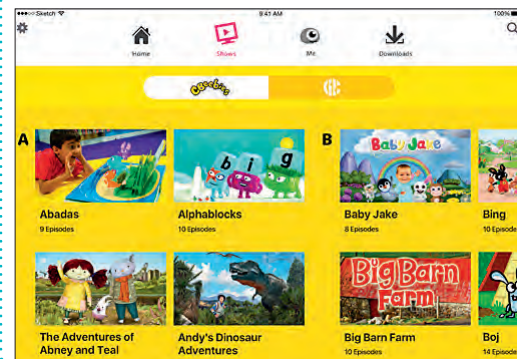 Sketch 9:41 AM 100%
Home Shows Me Downloads
CBeebies
A B
Baby Jake
b i g
Abadas Alphablocks Baby Jake Bing
9 Episodes 10 Episodes 8 Episodes 10 Episode
Big Barn
Farm
The Adventures of Andy's Dinosaur Big Barn Farm Boj
Abney and Teal Adventures 10 Episodes 14 Episode